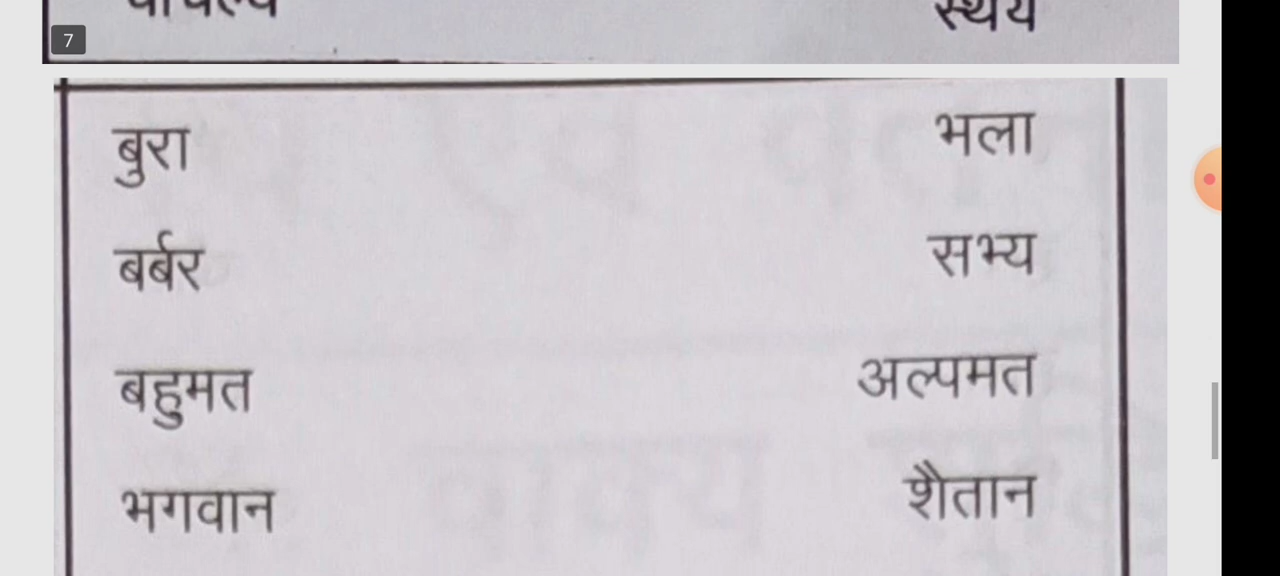 7
बुरा भला
बर्बर सभ्य
बहुमत अल्पमत
भगवान शैतान